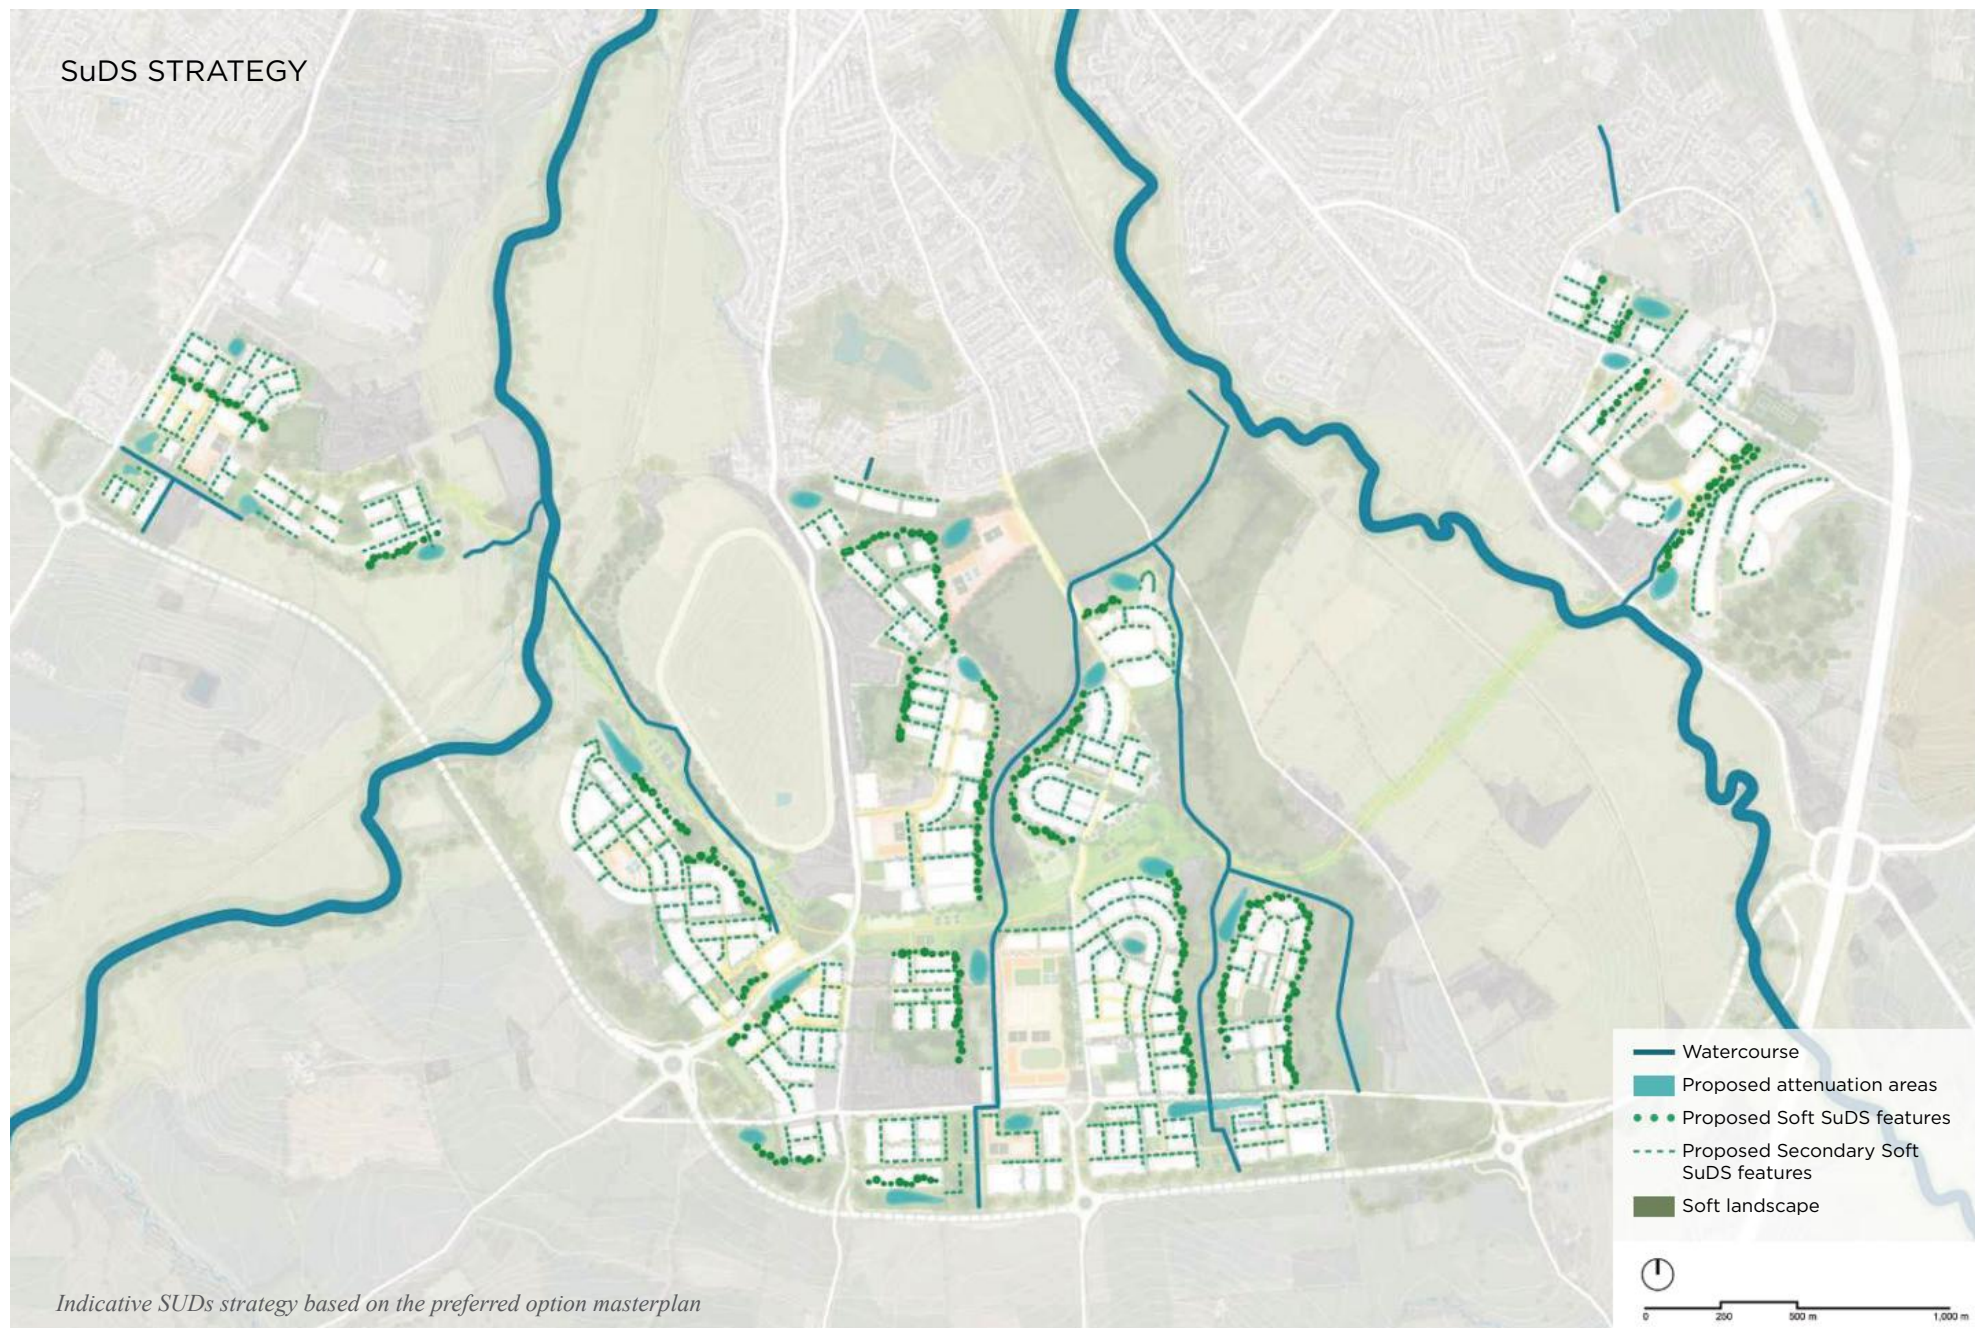 SuDS STRATEGY
Watercourse
Proposed attenuation areas
Proposed Soft SuDS features
Proposed Secondary Soft
SuDS features
Soft landscape
0 250 500 m 1,000 m
Indicative SUDs strategy based on the preferred option masterplan